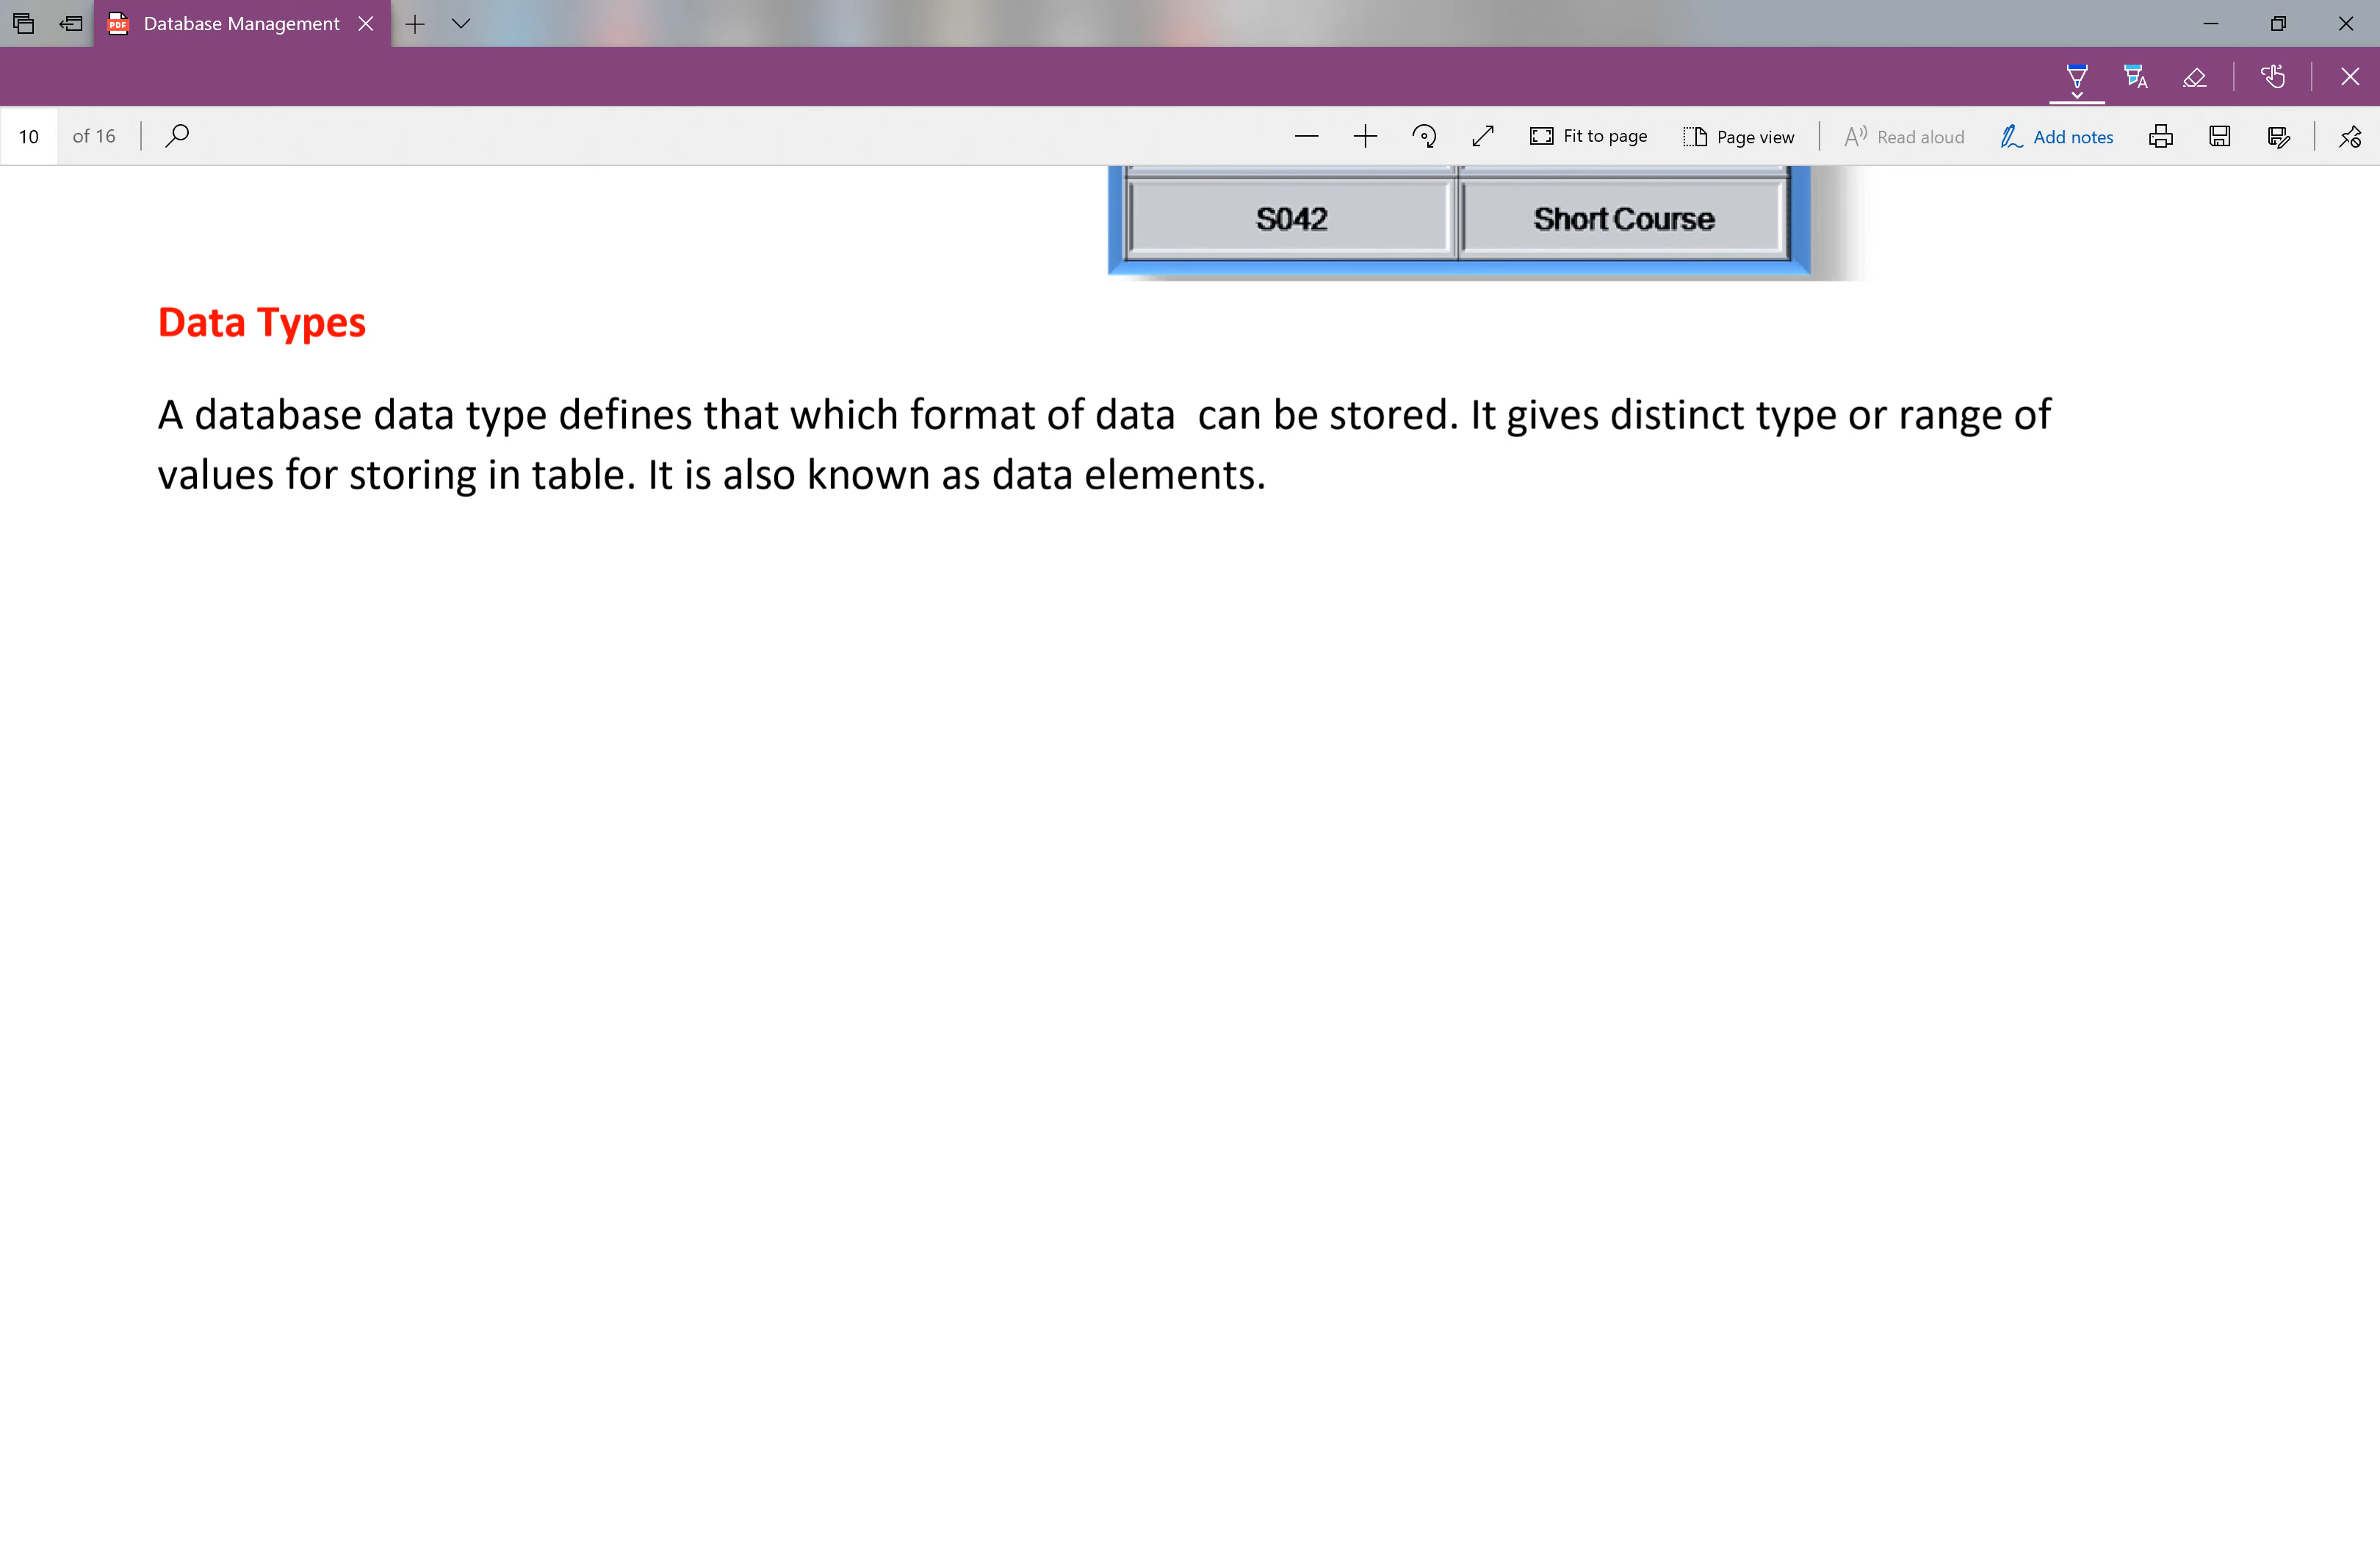 Database Management
10 of 16 Fit to page Page view Read aloud Add notes
S042 Short Course
Data Types
A database data type defines that which format of data  can be stored. It gives distinct type or range of
values for storing in table. It is also known as data elements.